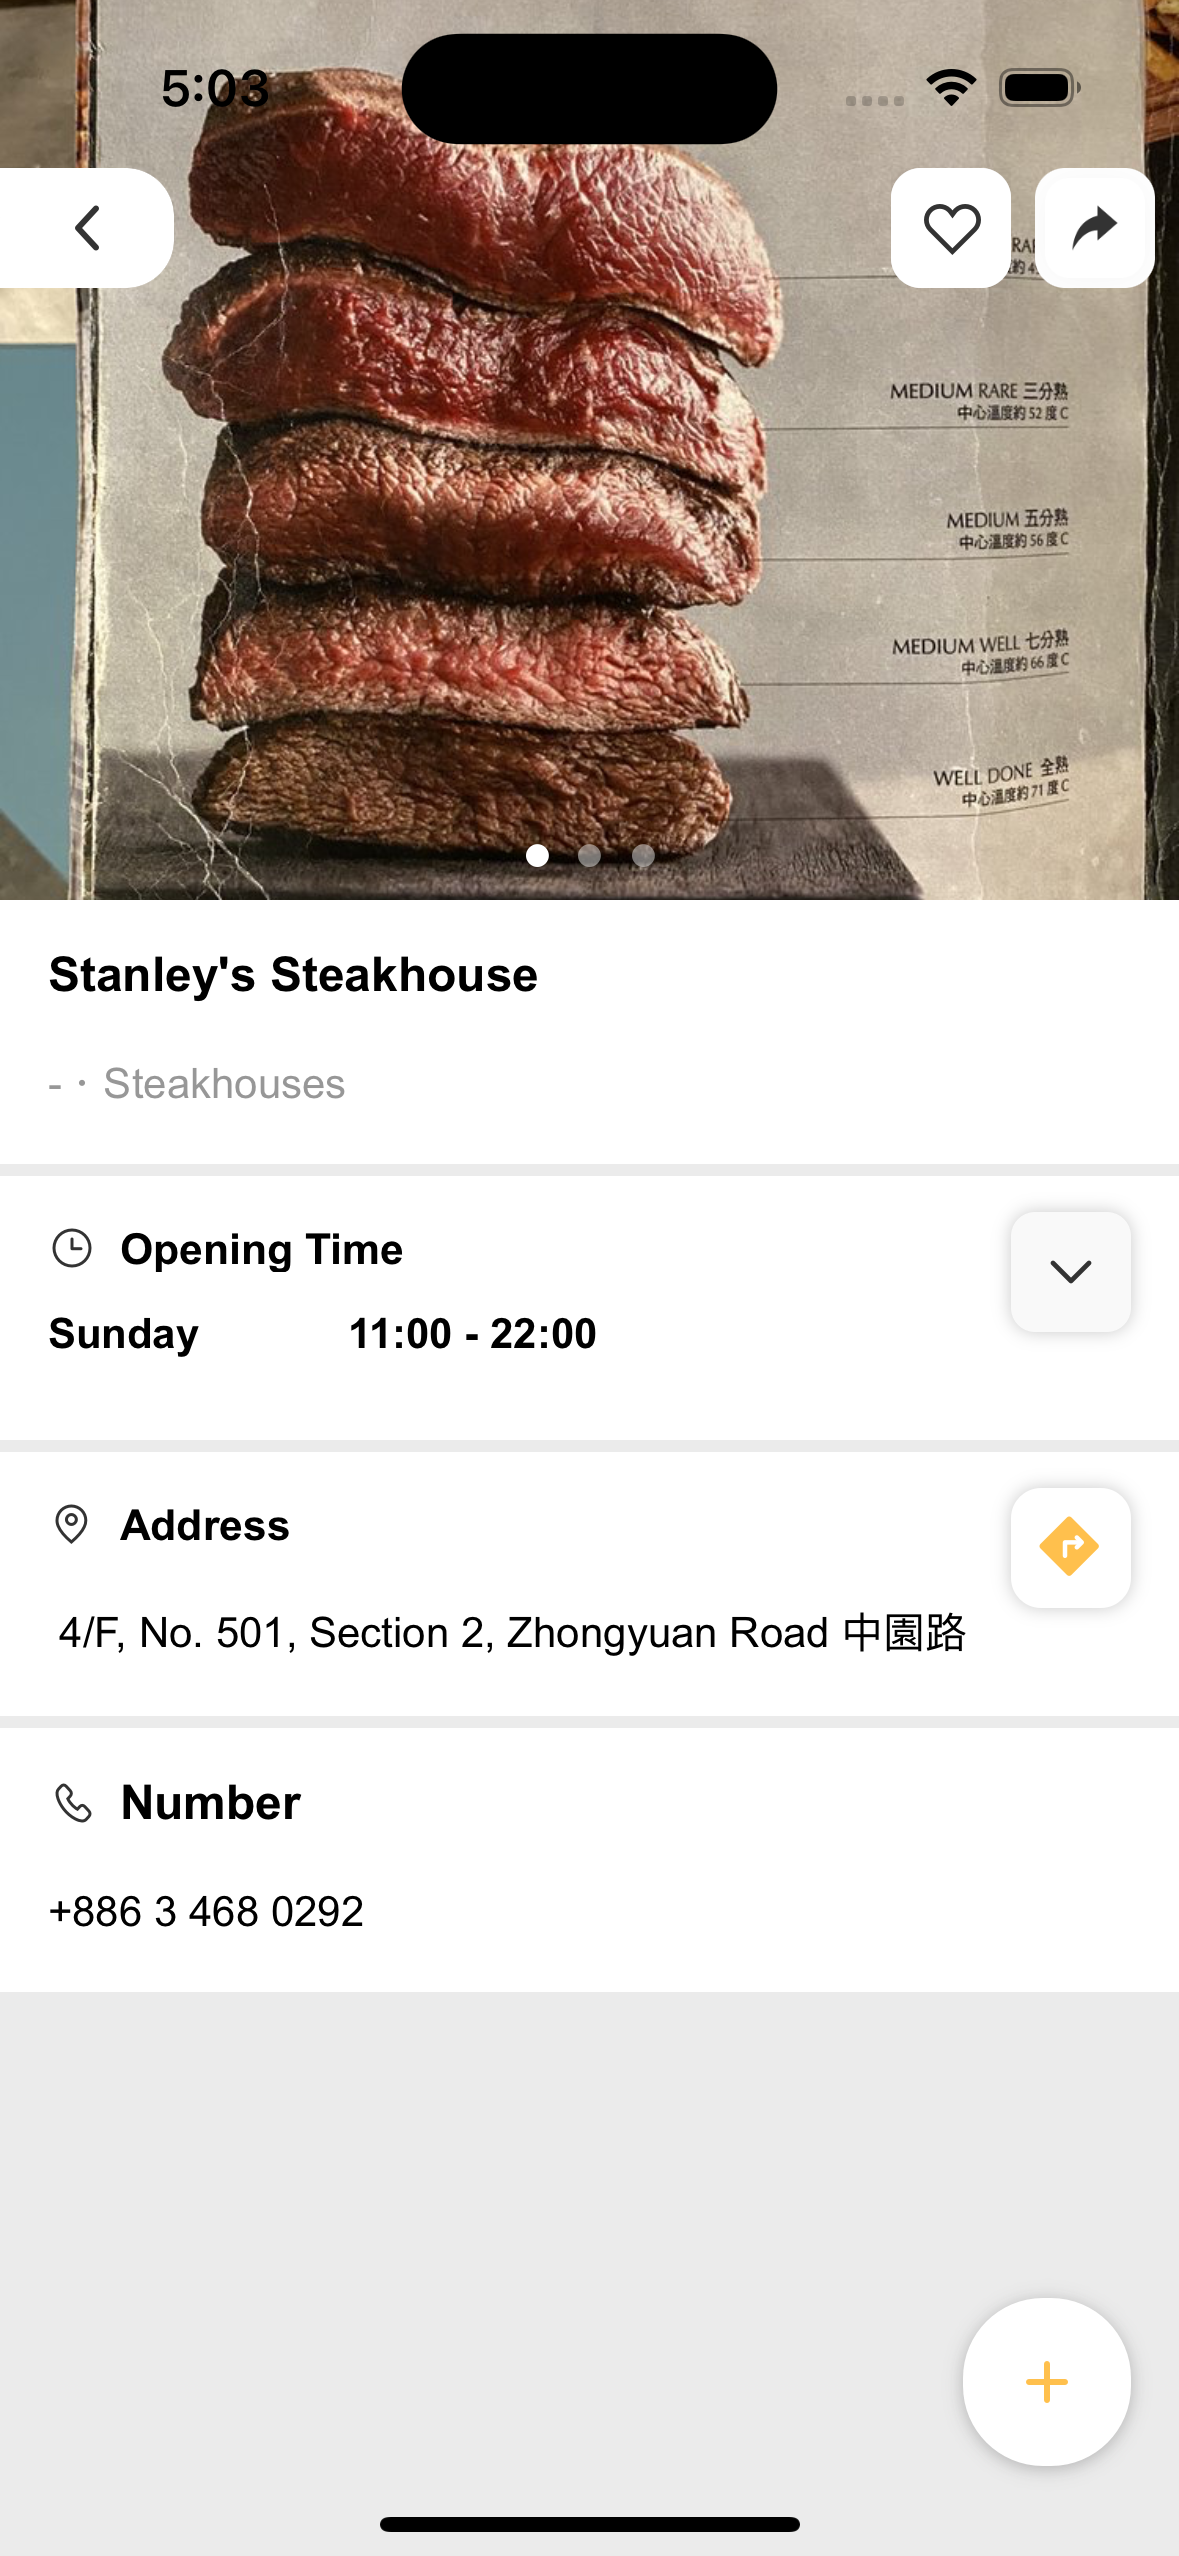 5:03
MEDIUM RARE 三分熟
中心溫度約 52 度 C
MEDIUM 五分熟
中心溫度約 56 度 C
MEDIUM WELL 七分熟
中心溫度約 66 度 C
WELL DONE 全熟
中心溫度約 71 度 C
Stanley's Steakhouse
- · Steakhouses
Opening Time
Sunday 11:00 - 22:00
Address
4/F, No. 501, Section 2, Zhongyuan Road 中園路
Number
+886 3 468 0292